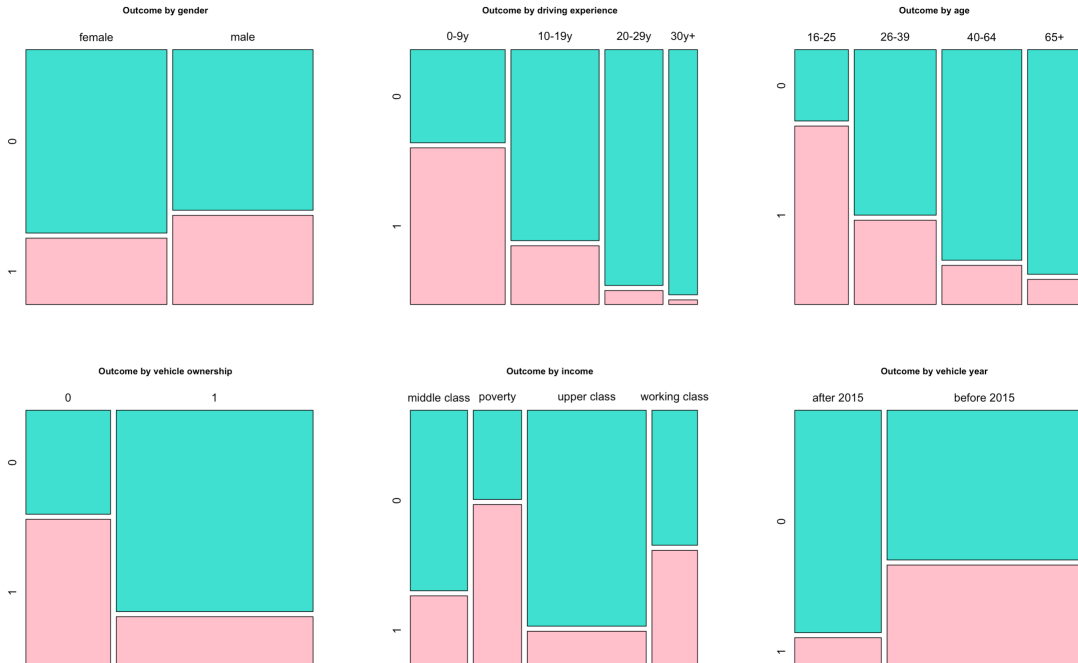 Outcome by gender
female male
0
1
Outcome by driving experience
0-9y 10-19y 20-29y 30y+
0
1
Outcome by age
16-25 26-39 40-64 65+
0
1
Outcome by vehicle ownership
0 1
0
1
Outcome by income
middle class poverty upper class working class
0
1
Outcome by vehicle year
after 2015 before 2015
0
1